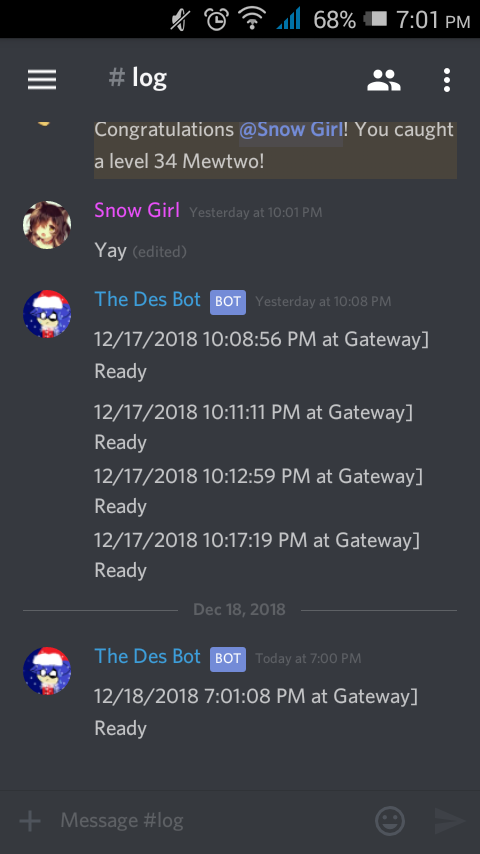 68% 7:01 PM
# log
Congratulations @Snow Girl! You caught
a level 34 Mewtwo!
Snow Girl Yesterday at 10:01 PM
Yay (edited)
The Des Bot BOT Yesterday at 10:08 PM
12/17/2018 10:08:56 PM at Gateway]
Ready
12/17/2018 10:11:11 PM at Gateway]
Ready
12/17/2018 10:12:59 PM at Gateway]
Ready
12/17/2018 10:17:19 PM at Gateway]
Ready
Dec 18, 2018
The Des Bot BOT Today at 7:00 PM
12/18/2018 7:01:08 PM at Gateway]
Ready
Message #log